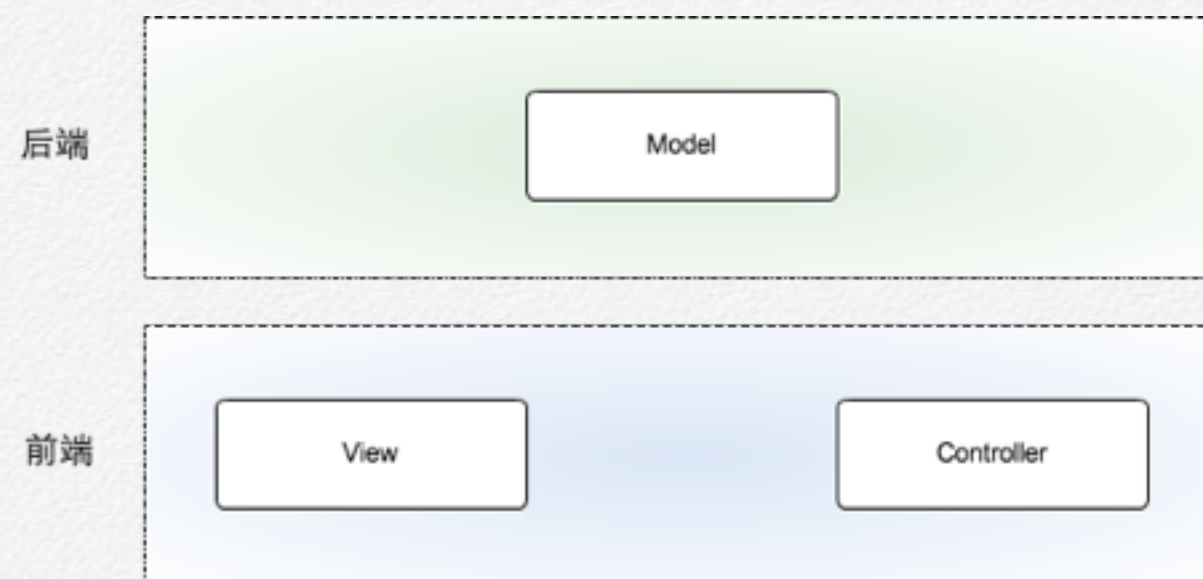 后端
Model
前端
View
Controller